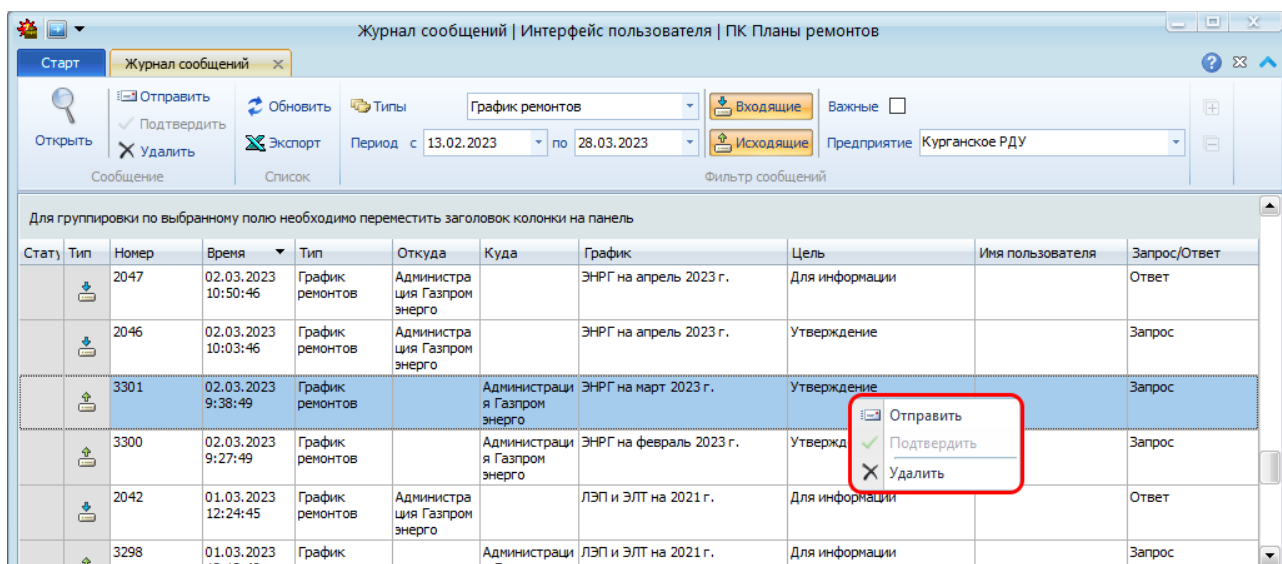 Журнал сообщений | Интерфейс пользователя | ПК Планы ремонтов
Старт Журнал сообщений
Отправить Обновить Типы График ремонтов Входящие Важные
Подтвердить
Открыть Экспорт Период с 13.02.2023 по 28.03.2023 Исходящие Предприятие Курганское РДУ
Удалить
Сообщение Список Фильтр сообщений
Для группировки по выбранному полю необходимо переместить заголовок колонки на панель
Стату Тип Номер Время Тип Откуда Куда График Цель Имя пользователя Запрос/Ответ
2047 02.03.2023 График Администра ЭНРГ на апрель 2023 г. Для информации Ответ
10:50:46 ремонтов ция Газпром
энерго
2046 02.03.2023 График Администра ЭНРГ на апрель 2023 г. Утверждение Запрос
10:03:46 ремонтов ция Газпром
энерго
3301 02.03.2023 График Администраци ЭНРГ на март 2023 г. Утверждение Запрос
9:38:49 ремонтов я Газпром
энерго
Отправить
3300 02.03.2023 График Администраци ЭНРГ на февраль 2023 г. Утвержд Подтвердить Запрос
9:27:49 ремонтов я Газпром
энерго
Удалить
2042 01.03.2023 График Администра ЛЭП и ЭЛТ на 2021 г. Для информации Ответ
12:24:45 ремонтов ция Газпром
энерго
3298 01.03.2023 График Администраци ЛЭП и ЭЛТ на 2021 г. Для информации Запрос